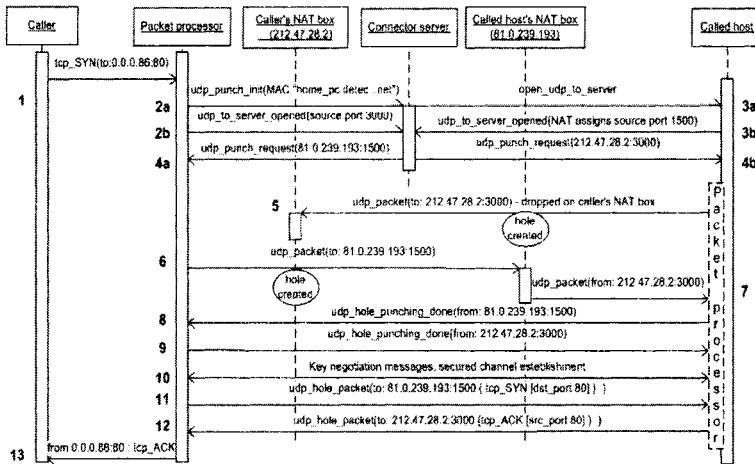 Caller
Packet processor
Caller's NAT box
(212.47.28.2)
Connector server
Called host's NAT box
(81.0.239.193)
Called host
tcp_SYN(to:0.0.0.86:80)
1
udp_punch_init(MAC, "home_pc.detec...net")
open_udp_to_server
2a
3a
udp_to_server_opened(source port 3000)
udp_to_server_opened(NAT assigns source port 1500)
2b
3b
udp_punch_request(81.0.239.193:1500)
udp_punch_request(212.47.28.2:3000)
4a
4b
5
udp_packet(to: 212.47.28.2:3000) - dropped on caller's NAT box
hole
created
udp_packet(to: 81.0.239.193:1500)
6
hole
created
udp_packet(from: 212.47.28.2:3000)
7
Packet processor
udp_hole_punching_done(from: 81.0.239.193:1500)
8
udp_hole_punching_done(from: 212.47.28.2:3000)
9
Key negotiation messages, secured channel establishment
10
udp_hole_packet(to: 81.0.239.193:1500 { tcp_SYN [dst_port 80] } )
11
udp_hole_packet(to: 212.47.28.2:3000 {tcp_ACK [src_port 80] } )
12
from 0.0.0.86:80 : tcp_ACK
13